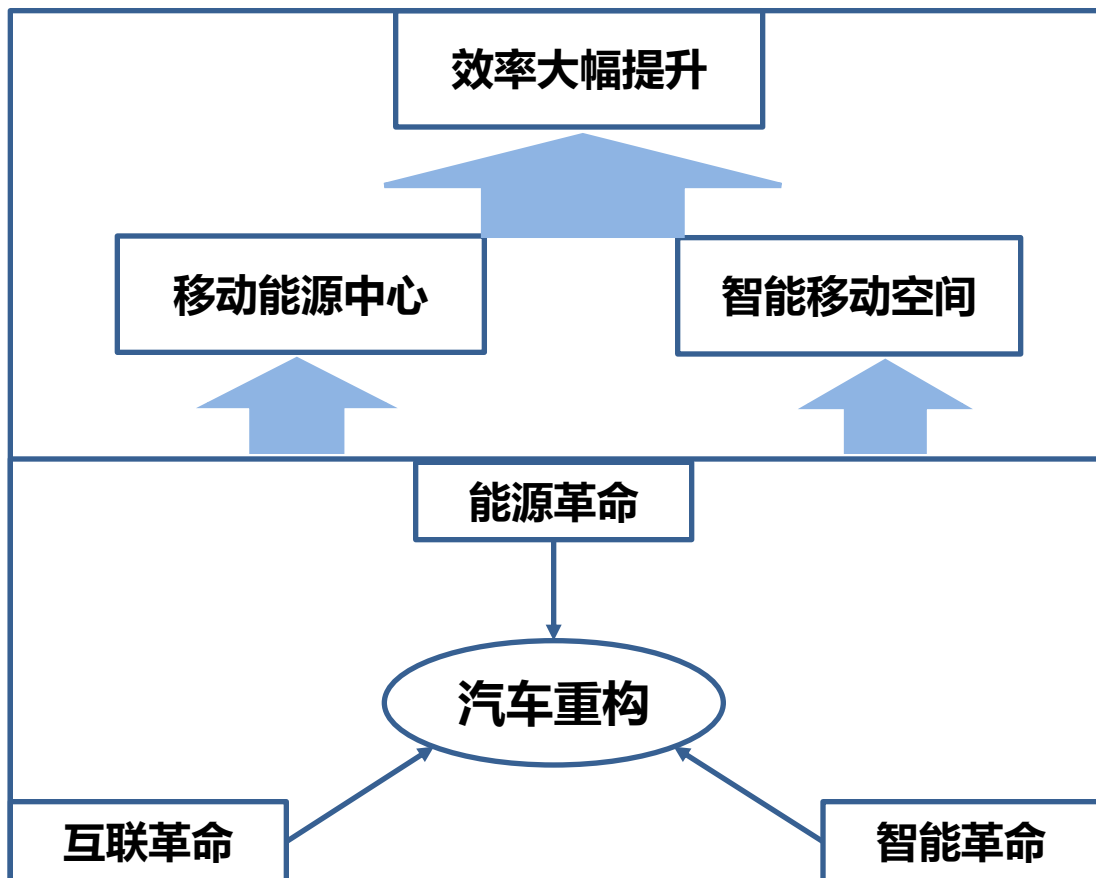 效率大幅提升
移动能源中心
智能移动空间
能源革命
汽车重构
互联革命
智能革命